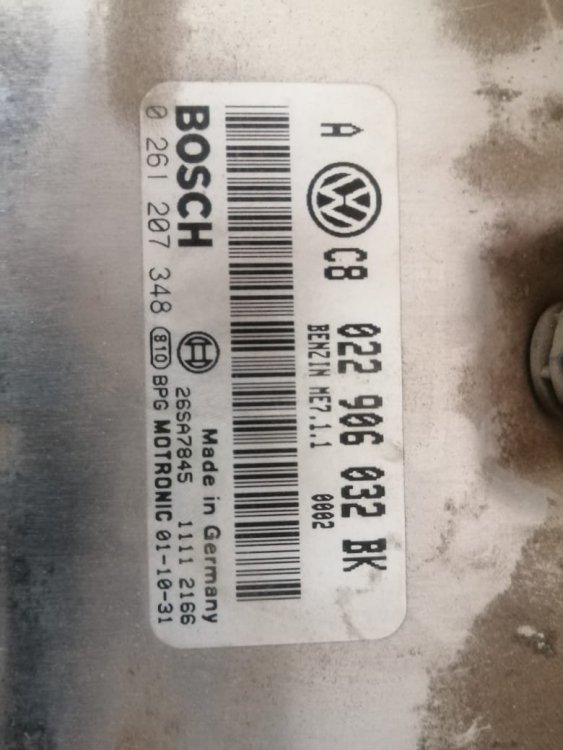 A C8 022 906 032 BK
BENZIN ME7.1.1 0002
BOSCH Made in Germany
26SA7845 1111 2166
0 261 207 348 810 BPG MOTRONIC 01-10-31